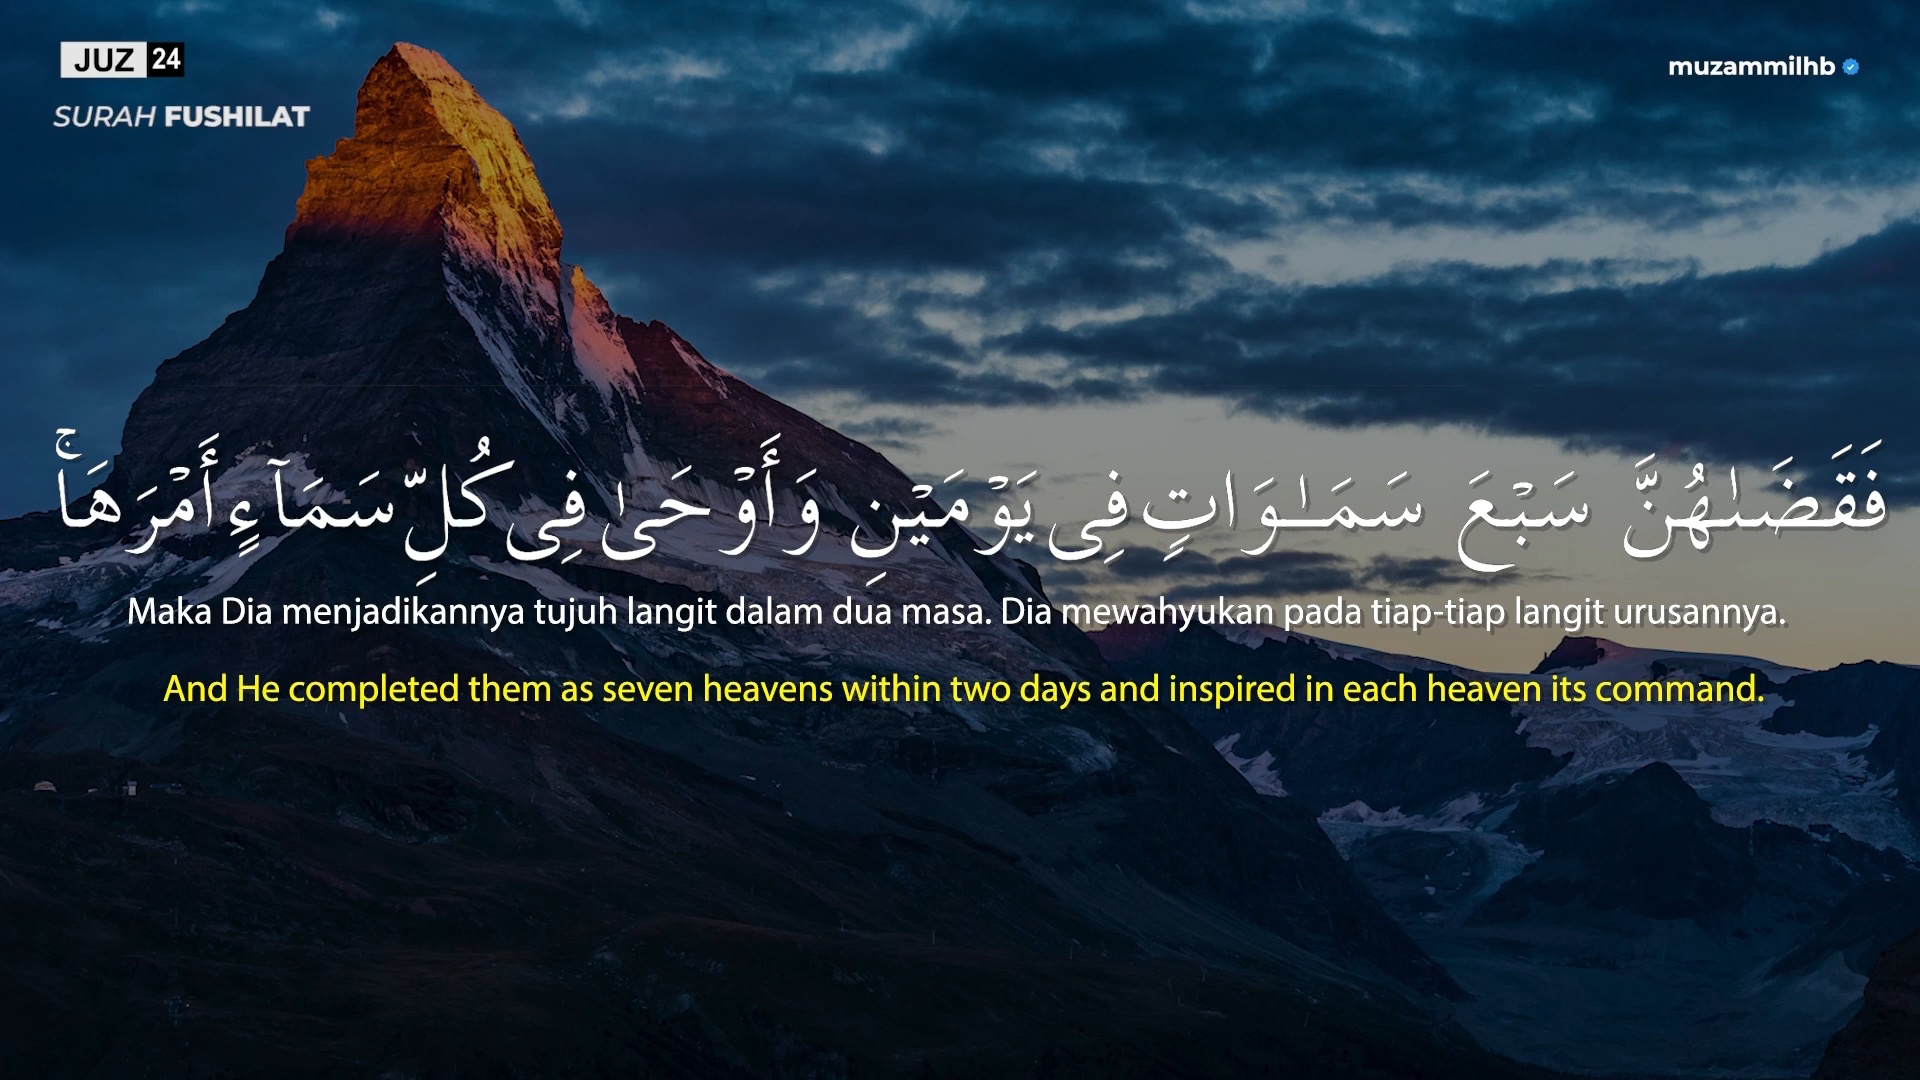 JUZ 24
muzammilhb
SURAH FUSHILAT
فَقَضٰىهُنَّ سَبْعَ سَمٰـوَاتٍ فِى يَوْمَيْنِ وَأَوْحَىٰ فِى كُلِّ سَمَآءٍ أَمْرَهَاۚ
Maka Dia menjadikannya tujuh langit dalam dua masa. Dia mewahyukan pada tiap-tiap langit urusannya.
And He completed them as seven heavens within two days and inspired in each heaven its command.